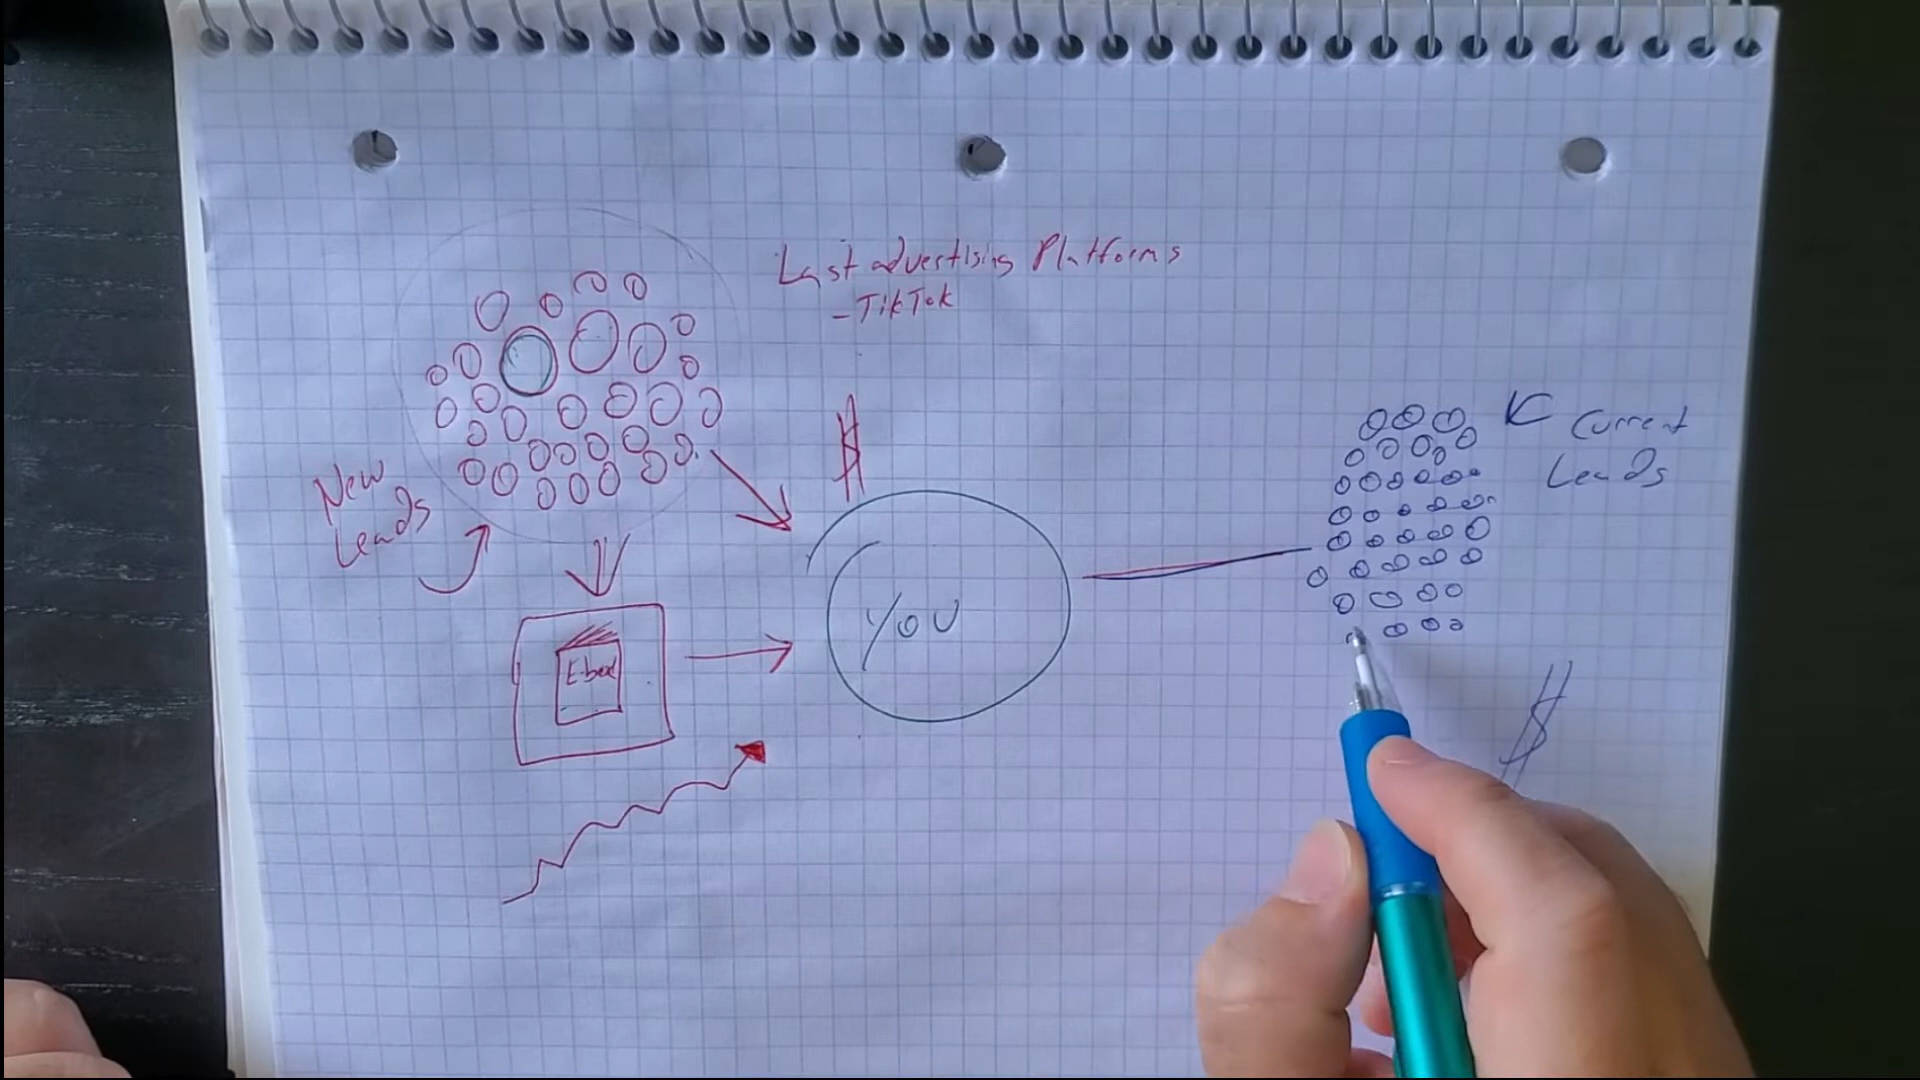 Last advertising Platforms
- TikTok
$
New
Leads
Current
Leads
YOU
E-book
$